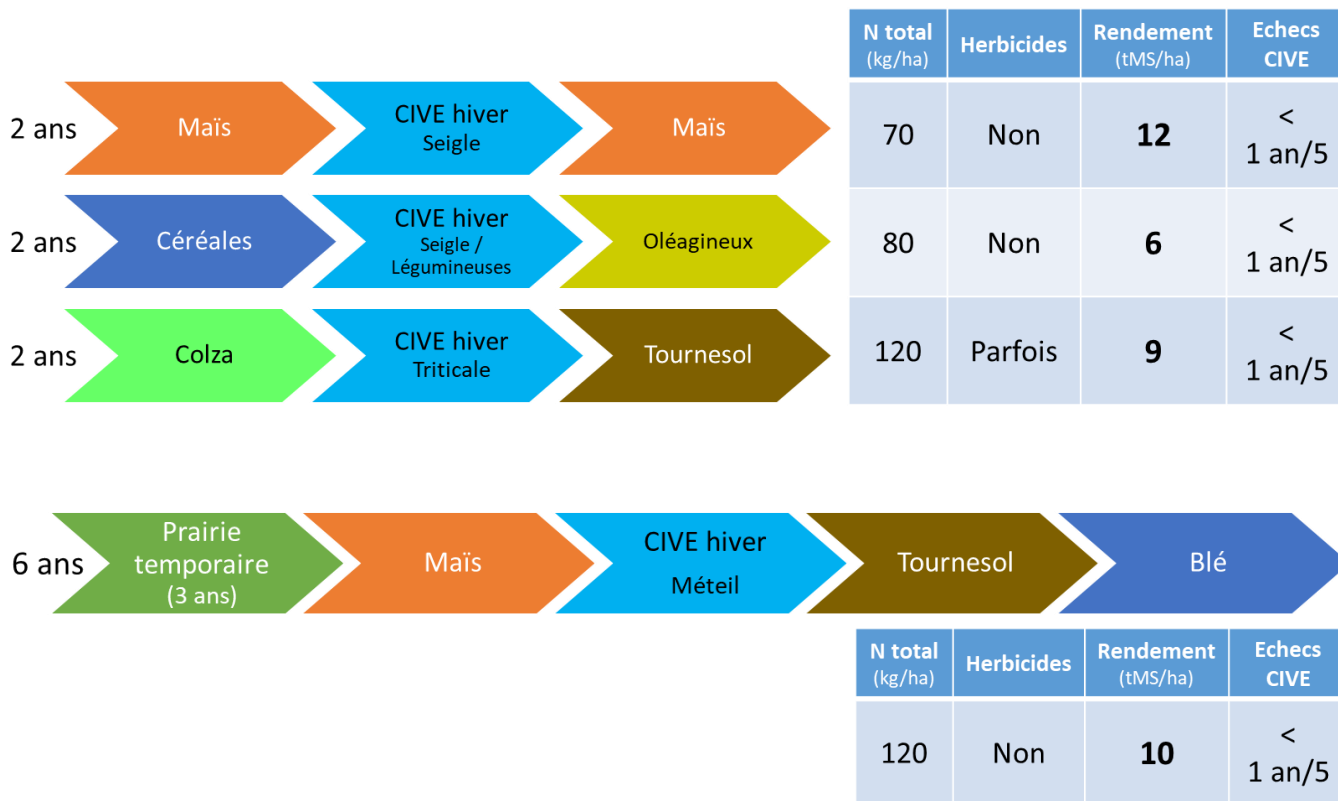 N total Herbicides Rendement Echecs
(kg/ha) (tMS/ha) CIVE
2 ans Maïs CIVE hiver Maïs
Seigle
70 Non 12 <
1 an/5
2 ans Céréales CIVE hiver Oléagineux
Seigle /
Légumineuses
80 Non 6 <
1 an/5
2 ans Colza CIVE hiver Tournesol
Triticale
120 Parfois 9 <
1 an/5
6 ans Prairie
temporaire
(3 ans)
Maïs
CIVE hiver
Méteil
Tournesol
Blé
N total Herbicides Rendement Echecs
(kg/ha) (tMS/ha) CIVE
120 Non 10 <
1 an/5